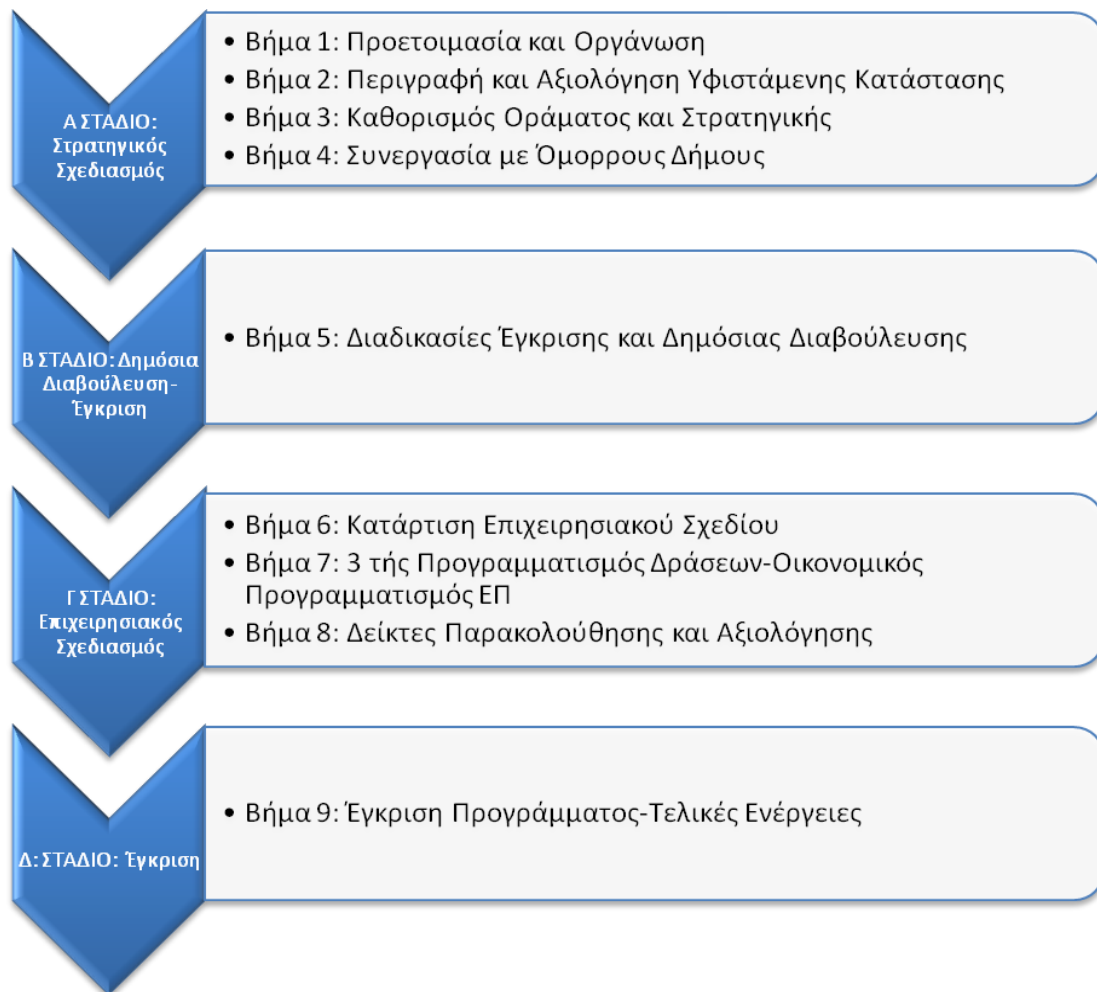 Α ΣΤΑΔΙΟ:
Στρατηγικός
Σχεδιασμός
• Βήμα 1: Προετοιμασία και Οργάνωση
• Βήμα 2: Περιγραφή και Αξιολόγηση Υφιστάμενης Κατάστασης
• Βήμα 3: Καθορισμός Οράματος και Στρατηγικής
• Βήμα 4: Συνεργασία με Όμορρους Δήμους
Β ΣΤΑΔΙΟ: Δημόσια
Διαβούλευση-
Έγκριση
• Βήμα 5: Διαδικασίες Έγκρισης και Δημόσιας Διαβούλευσης
Γ ΣΤΑΔΙΟ:
Επιχειρησιακός
Σχεδιασμός
• Βήμα 6: Κατάρτιση Επιχειρησιακού Σχεδίου
• Βήμα 7: 3 τής Προγραμματισμός Δράσεων-Οικονομικός
Προγραμματισμός ΕΠ
• Βήμα 8: Δείκτες Παρακολούθησης και Αξιολόγησης
Δ: ΣΤΑΔΙΟ: Έγκριση
• Βήμα 9: Έγκριση Προγράμματος-Τελικές Ενέργειες